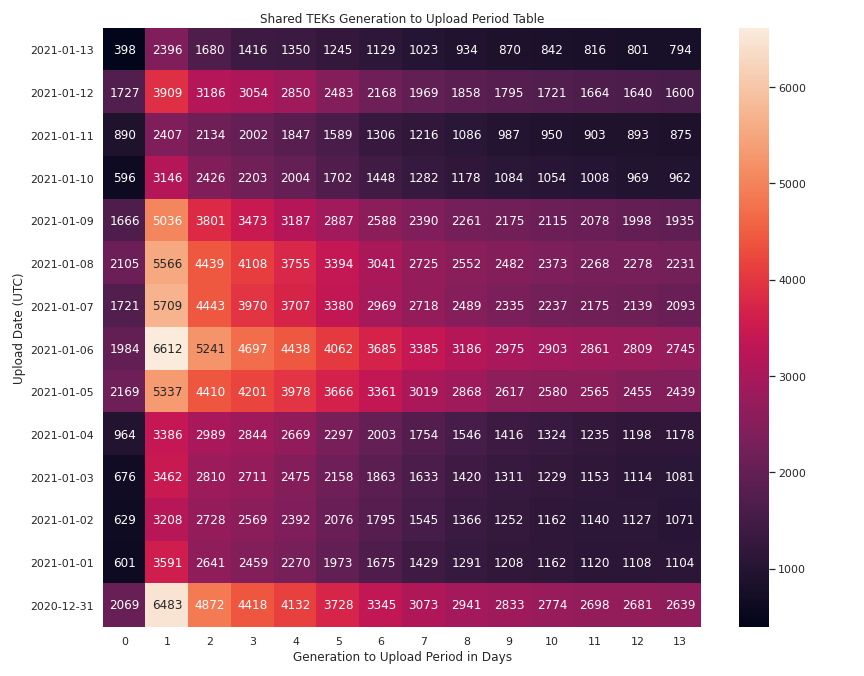 Shared TEKs Generation to Upload Period Table
2021-01-13 398 2396 1680 1416 1350 1245 1129 1023 934 870 842 816 801 794
2021-01-12 1727 3909 3186 3054 2850 2483 2168 1969 1858 1795 1721 1664 1640 1600
2021-01-11 890 2407 2134 2002 1847 1589 1306 1216 1086 987 950 903 893 875
2021-01-10 596 3146 2426 2203 2004 1702 1448 1282 1178 1084 1054 1008 969 962
2021-01-09 1666 5036 3801 3473 3187 2887 2588 2390 2261 2175 2115 2078 1998 1935
2021-01-08 2105 5566 4439 4108 3755 3394 3041 2725 2552 2482 2373 2268 2278 2231
2021-01-07 1721 5709 4443 3970 3707 3380 2969 2718 2489 2335 2237 2175 2139 2093
2021-01-06 1984 6612 5241 4697 4438 4062 3685 3385 3186 2975 2903 2861 2809 2745
2021-01-05 2169 5337 4410 4201 3978 3666 3361 3019 2868 2617 2580 2565 2455 2439
2021-01-04 964 3386 2989 2844 2669 2297 2003 1754 1546 1416 1324 1235 1198 1178
2021-01-03 676 3462 2810 2711 2475 2158 1863 1633 1420 1311 1229 1153 1114 1081
2021-01-02 629 3208 2728 2569 2392 2076 1795 1545 1366 1252 1162 1140 1127 1071
2021-01-01 601 3591 2641 2459 2270 1973 1675 1429 1291 1208 1162 1120 1108 1104
2020-12-31 2069 6483 4872 4418 4132 3728 3345 3073 2941 2833 2774 2698 2681 2639
0 1 2 3 4 5 6 7 8 9 10 11 12 13
Generation to Upload Period in Days
Upload Date (UTC)
6000
5000
4000
3000
2000
1000